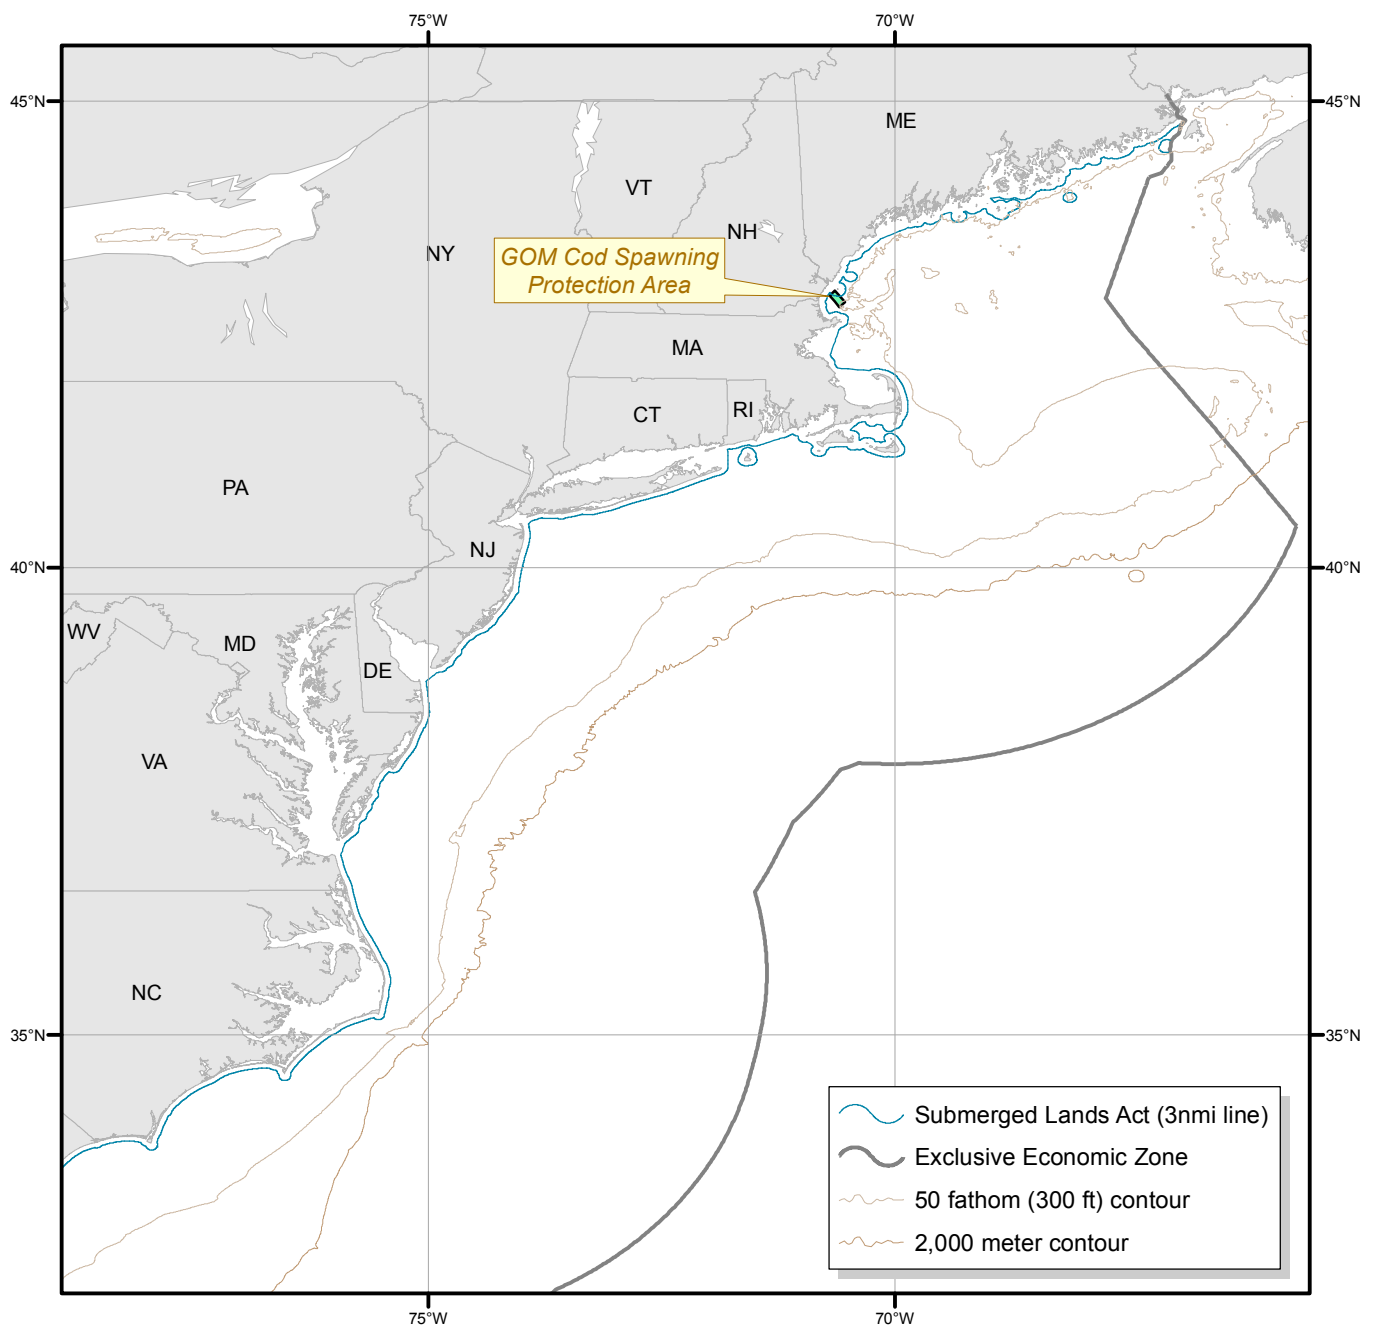 75°W
70°W
45°N
45°N
ME
VT
NH
NY
GOM Cod Spawning
Protection Area
MA
CT
RI
PA
NJ
40°N
40°N
WV
MD
DE
VA
NC
35°N
35°N
Submerged Lands Act (3nmi line)
Exclusive Economic Zone
50 fathom (300 ft) contour
2,000 meter contour
75°W
70°W